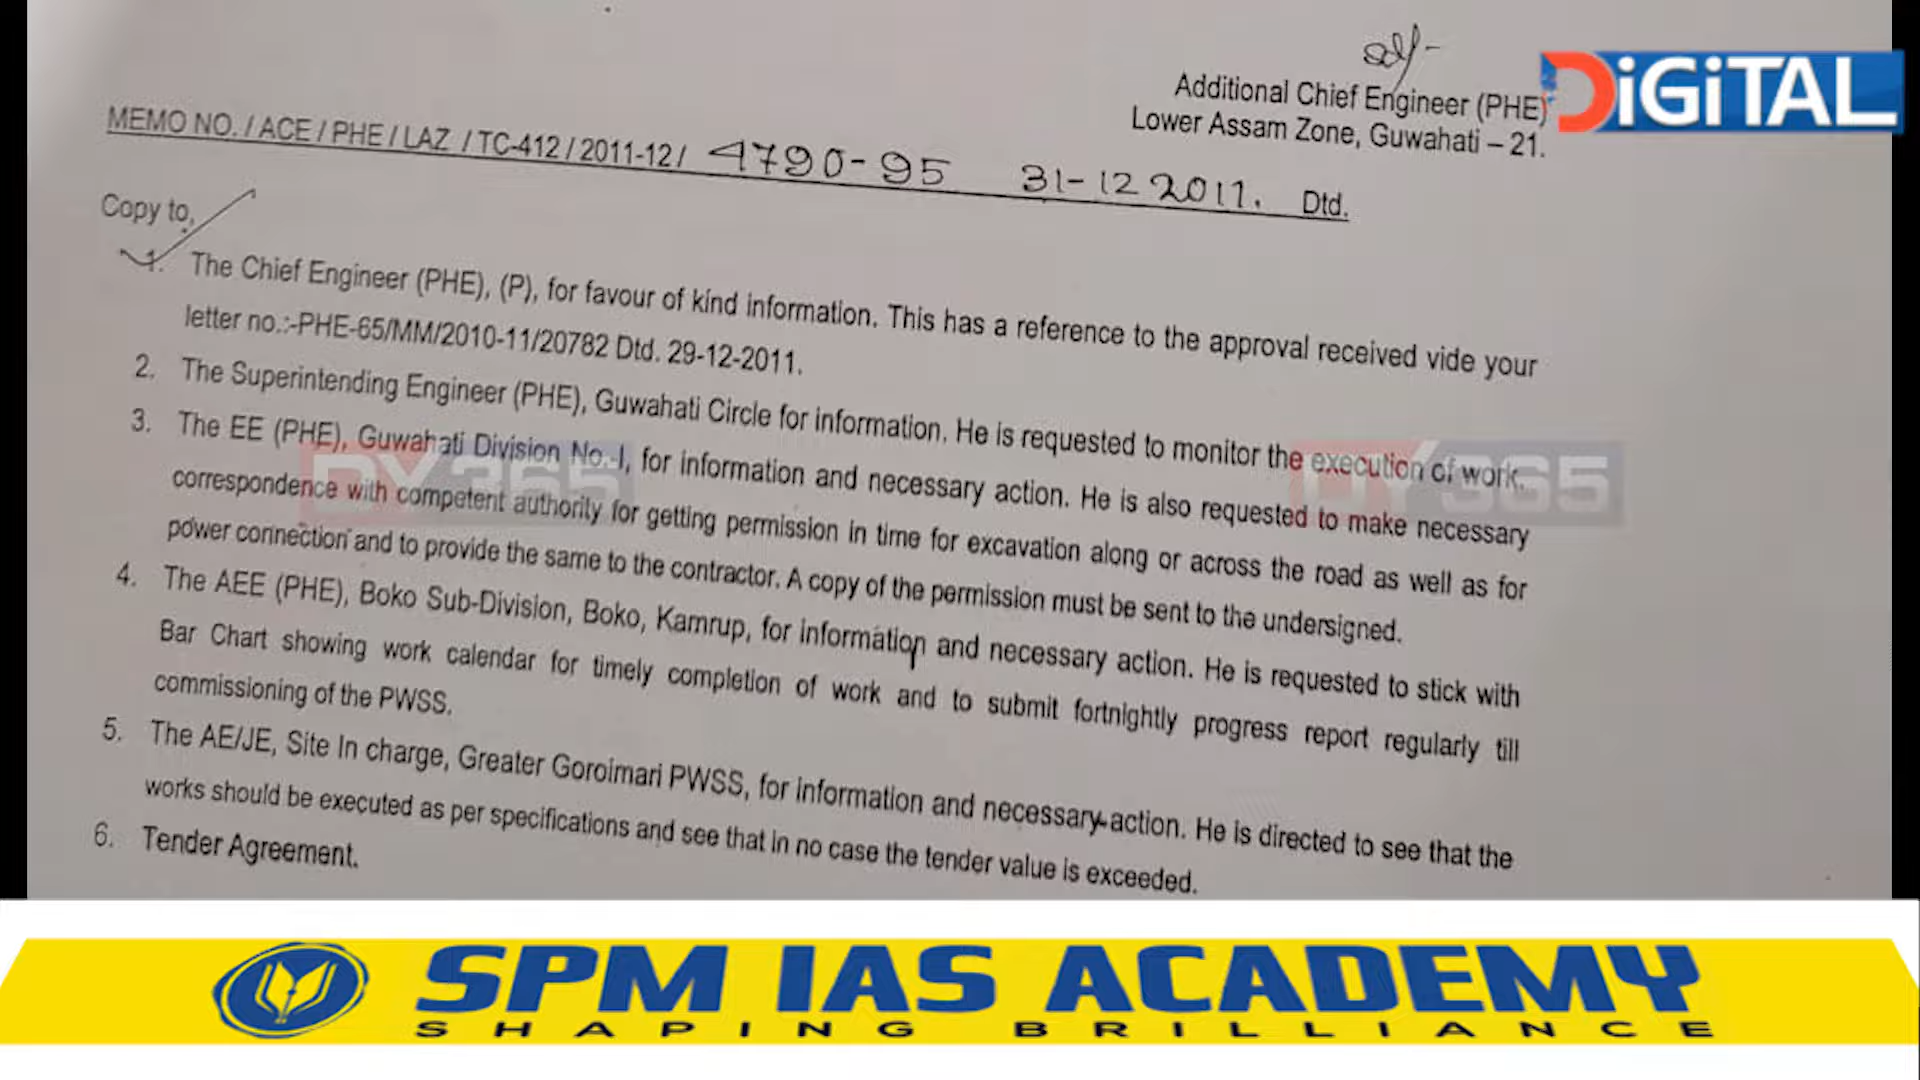 sd/-
Additional Chief Engineer (PHE)
Lower Assam Zone, Guwahati – 21.
DiGiTAL
MEMO NO. / ACE / PHE / LAZ / TC-412 / 2011-12 / 4790-95 31-12 2011. Dtd.
Copy to,
1. The Chief Engineer (PHE), (P), for favour of kind information. This has a reference to the approval received vide your
letter no.:-PHE-65/MM/2010-11/20782 Dtd. 29-12-2011.
2. The Superintending Engineer (PHE), Guwahati Circle for information. He is requested to monitor the execution of work.
3. The EE (PHE), Guwahati Division No.-I, for information and necessary action. He is also requested to make necessary
correspondence with competent authority for getting permission in time for excavation along or across the road as well as for
power connection and to provide the same to the contractor. A copy of the permission must be sent to the undersigned.
4. The AEE (PHE), Boko Sub-Division, Boko, Kamrup, for information and necessary action. He is requested to stick with
Bar Chart showing work calendar for timely completion of work and to submit fortnightly progress report regularly till
commissioning of the PWSS.
5. The AE/JE, Site In charge, Greater Goroimari PWSS, for information and necessary action. He is directed to see that the
works should be executed as per specifications and see that in no case the tender value is exceeded.
6. Tender Agreement.
DY365
DY365
SPM IAS ACADEMY
SHAPING BRILLIANCE